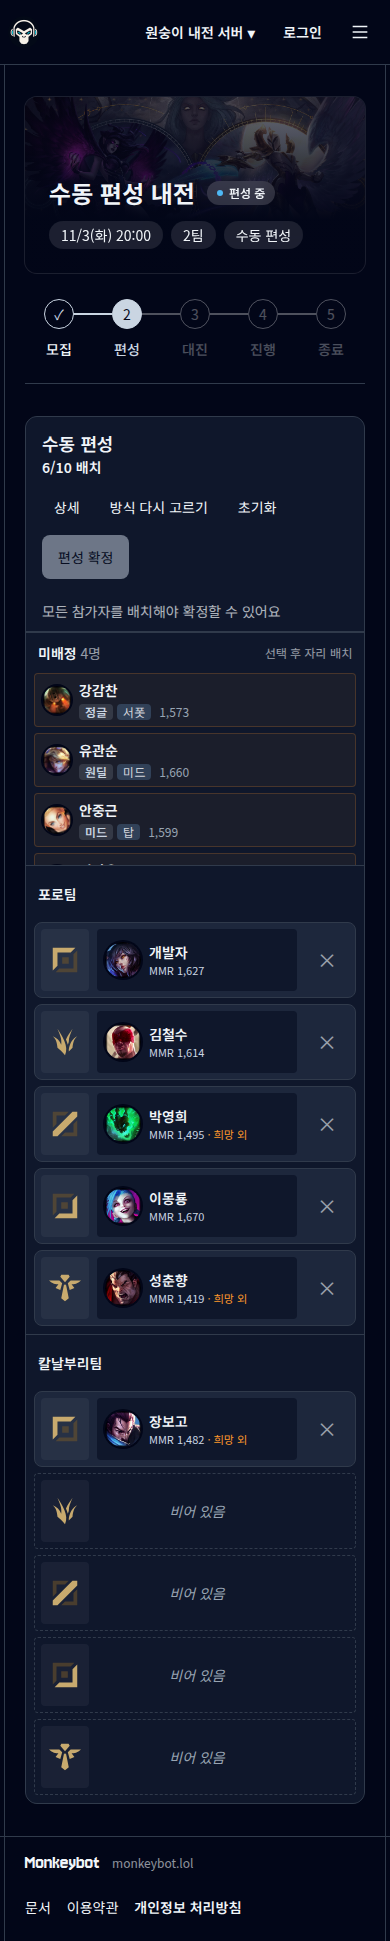 원숭이 내전 서버 ▾ 로그인
수동 편성 내전 편성 중
11/3(화) 20:00 2팀 수동 편성
✓ 2 3 4 5
모집 편성 대진 진행 종료
수동 편성
6/10 배치
상세 방식 다시 고르기 초기화
편성 확정
모든 참가자를 배치해야 확정할 수 있어요
미배정 4명 선택 후 자리 배치
강감찬
정글 서폿 1,573
유관순
원딜 미드 1,660
안중근
미드 탑 1,599
포로팀
개발자
MMR 1,627
김철수
MMR 1,614
박영희
MMR 1,495 · 희망 외
이몽룡
MMR 1,670
성춘향
MMR 1,419 · 희망 외
칼날부리팀
장보고
MMR 1,482 · 희망 외
비어 있음
비어 있음
비어 있음
비어 있음
Monkeybot monkeybot.lol
문서 이용약관 개인정보 처리방침